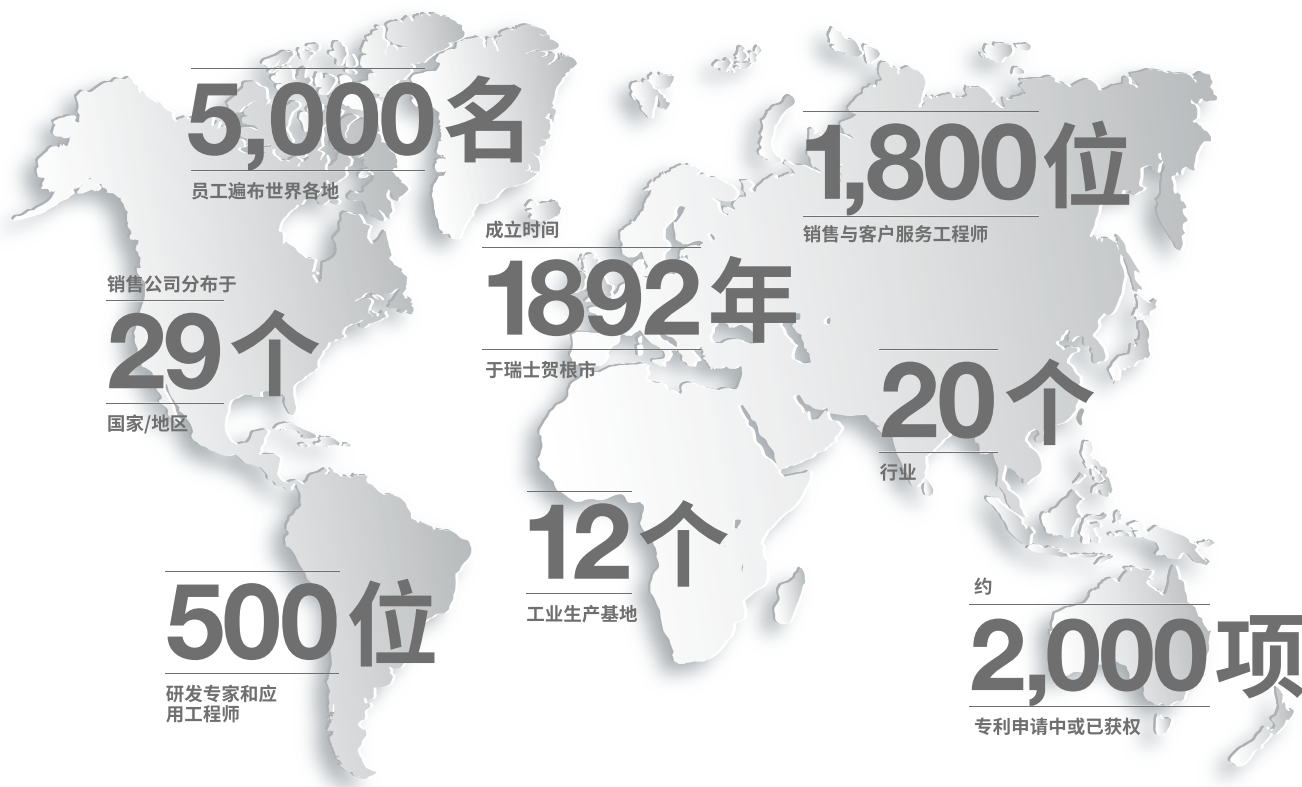 5,000名
员工遍布世界各地
1,800位
销售与客户服务工程师
成立时间
1892年
于瑞士贺根市
销售公司分布于
29个
国家/地区
20个
行业
12个
工业生产基地
500位
研发专家和应
用工程师
约
2,000项
专利申请中或已获权